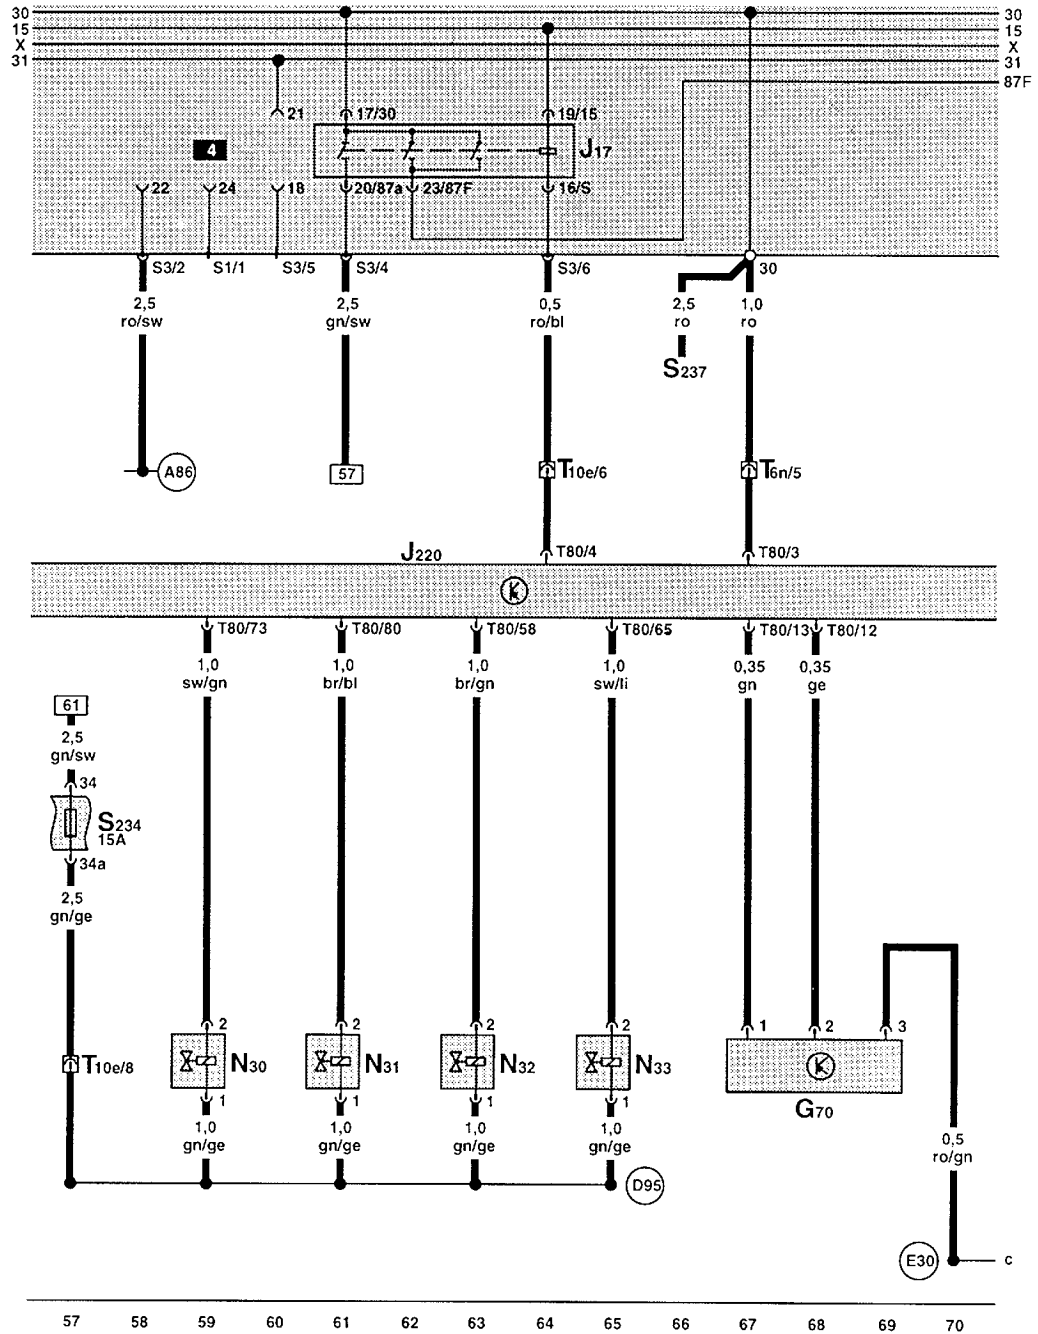 30 30
15 15
X X
31 31
87F
21 17/30 19/15
4 J17
22 24 18 20/87a 23/87F 16/S
S3/2 S1/1 S3/5 S3/4 S3/6 30
2,5 2,5 0,5 2,5 1,0
ro/sw gn/sw ro/bl ro ro
S237
A86 57 T10e/6 T6n/5
J220 T80/4 T80/3
T80/73 T80/80 T80/58 T80/65 T80/13 T80/12
1,0 1,0 1,0 1,0 0,35 0,35
sw/gn br/bl br/gn sw/li gn ge
61
2,5
gn/sw
34
S234
15A
34a
2,5
gn/ge
2 2 2 2 1 2 3
T10e/8 N30 N31 N32 N33
1 1 1 1 G70
1,0 1,0 1,0 1,0 0,5
gn/ge gn/ge gn/ge gn/ge ro/gn
D95
E30 c
57 58 59 60 61 62 63 64 65 66 67 68 69 70